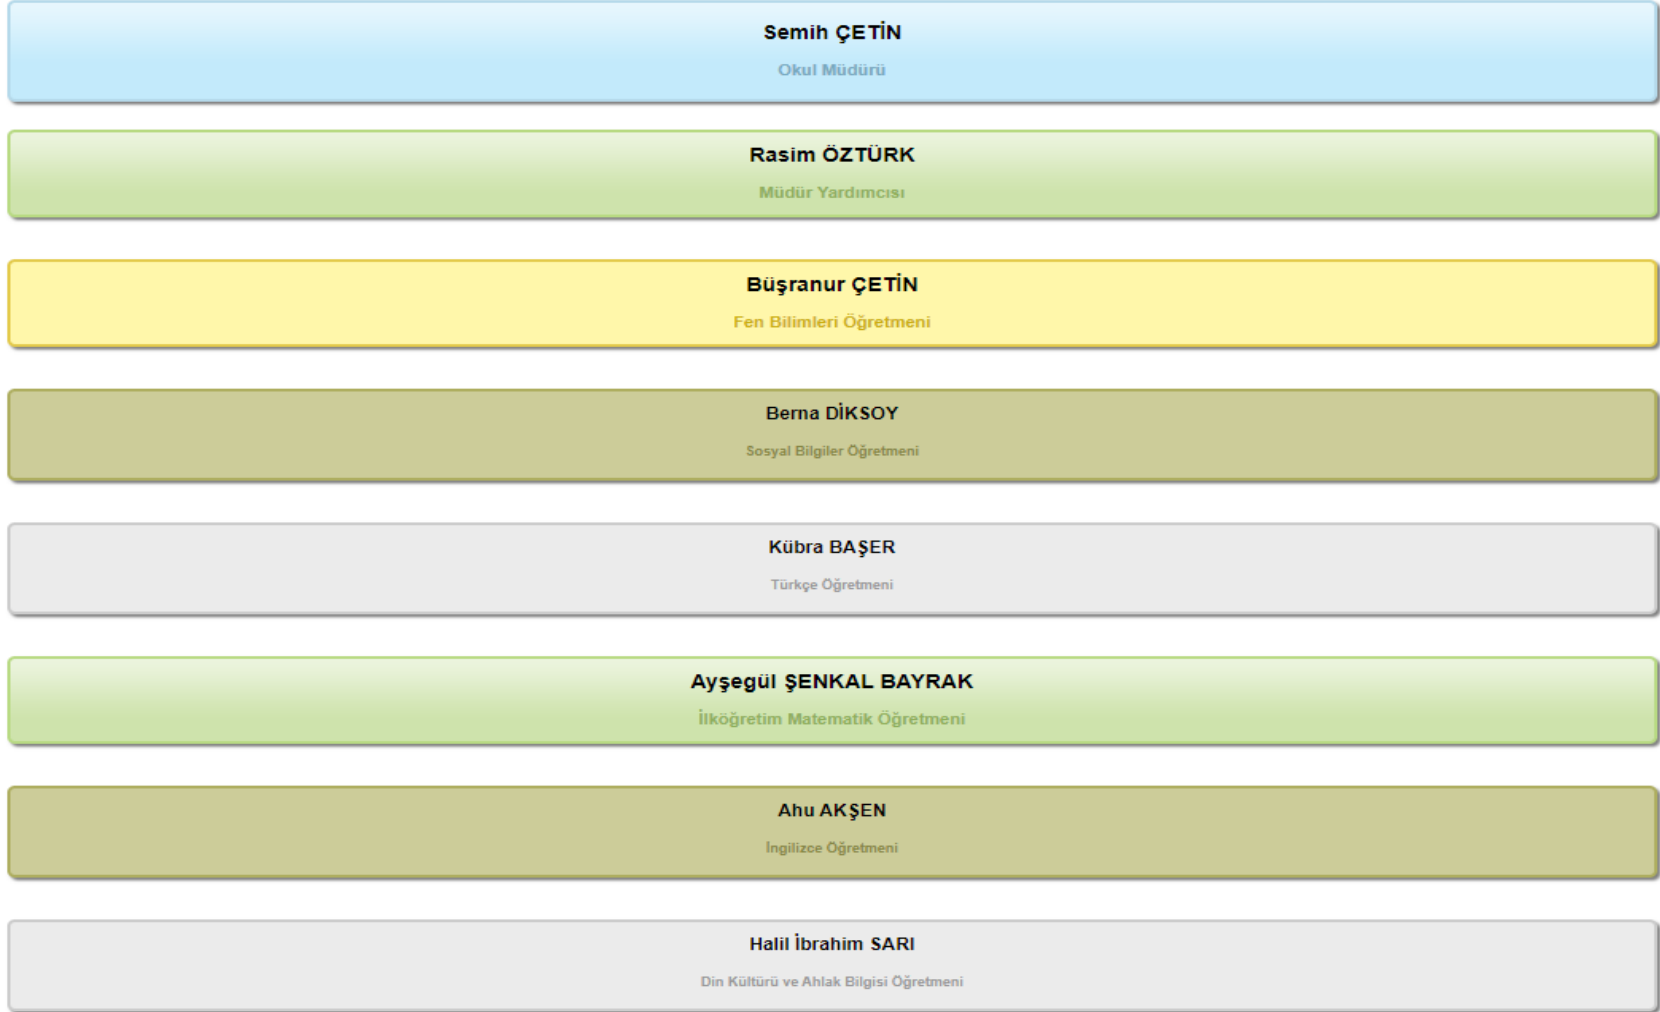 Semih ÇETİN
Okul Müdürü
Rasim ÖZTÜRK
Müdür Yardımcısı
Büşranur ÇETİN
Fen Bilimleri Öğretmeni
Berna DİKSOY
Sosyal Bilgiler Öğretmeni
Kübra BAŞER
Türkçe Öğretmeni
Ayşegül ŞENKAL BAYRAK
İlköğretim Matematik Öğretmeni
Ahu AKŞEN
İngilizce Öğretmeni
Halil İbrahim SARI
Din Kültürü ve Ahlak Bilgisi Öğretmeni